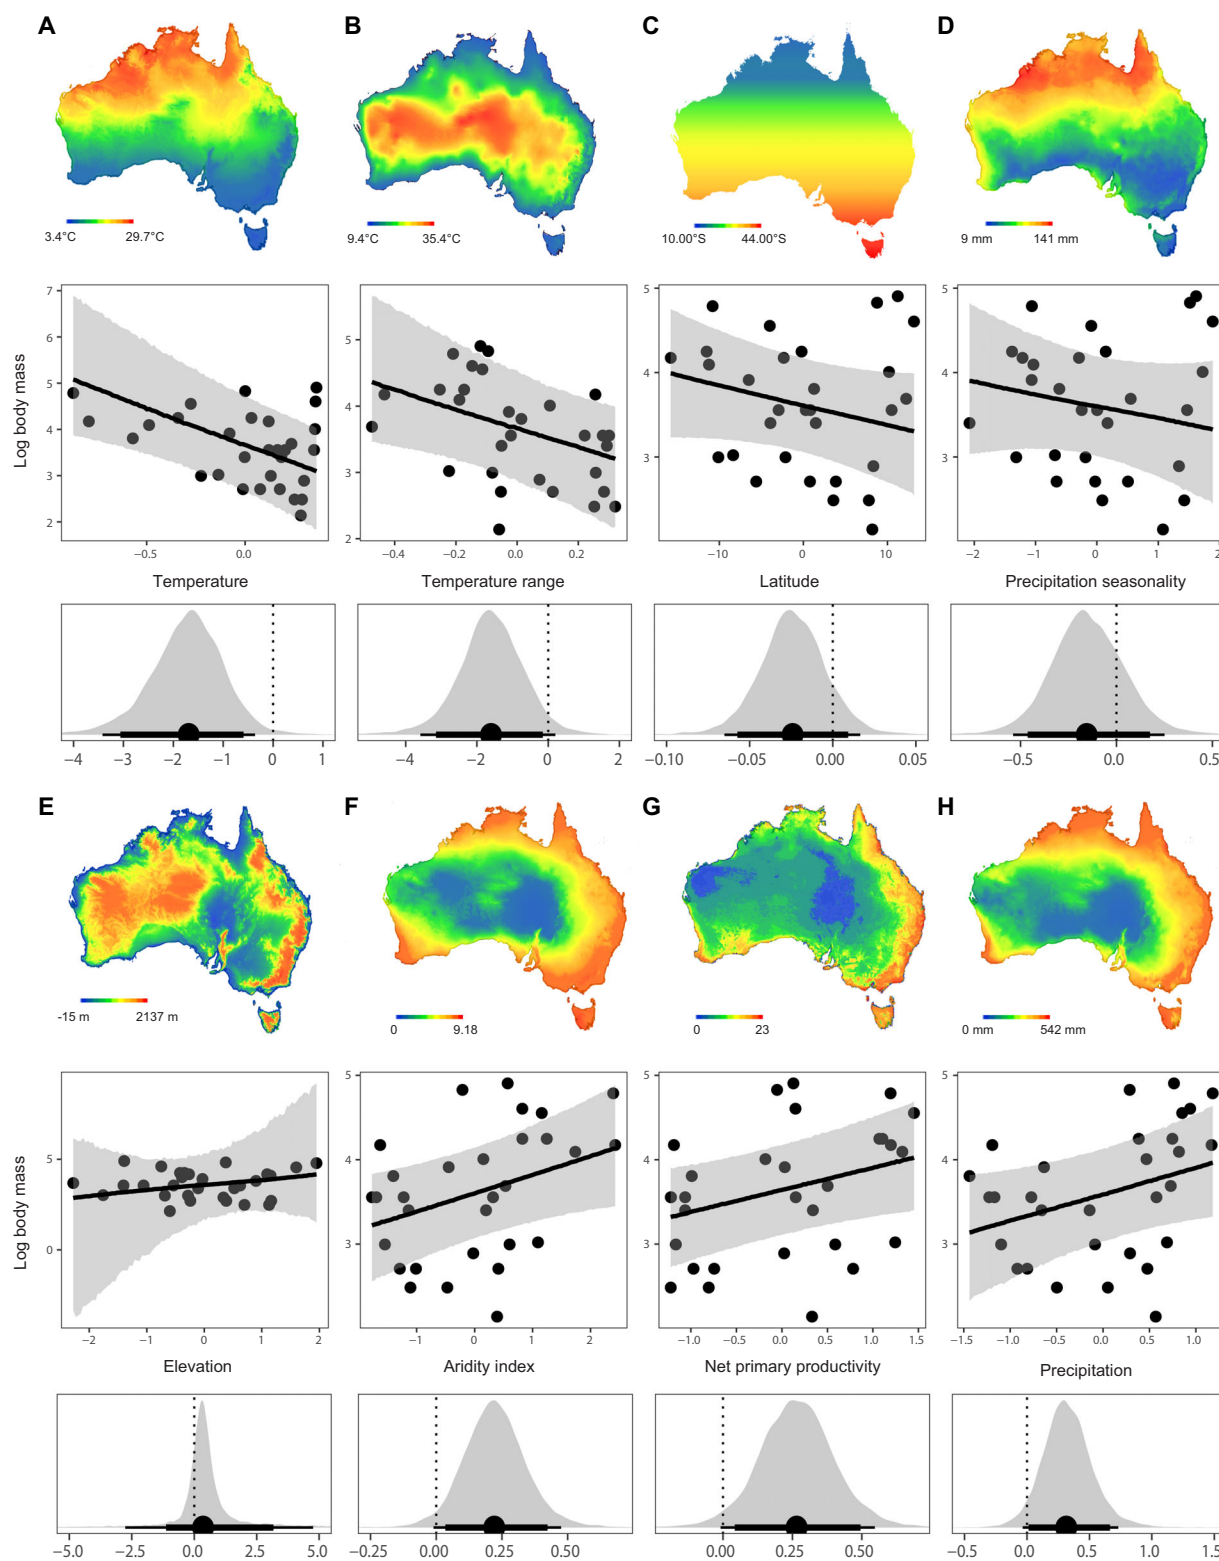 A B C D
3.4°C 29.7°C 9.4°C 35.4°C 10.00°S 44.00°S 9 mm 141 mm
Log body mass
7
6
5
4
3
2
−0.5 0.0
Temperature
5
4
3
2
−0.4 −0.2 0.0 0.2
Temperature range
5
4
3
−10 0 10
Latitude
5
4
3
−2 −1 0 1 2
Precipitation seasonality
−4 −3 −2 −1 0 1
−4 −2 0 2
−0.10 −0.05 0.00 0.05
−0.5 0.0 0.5
E F G H
-15 m 2137 m 0 9.18 0 23 0 mm 542 mm
Log body mass
5
0
−2 −1 0 1 2
Elevation
5
4
3
−1 0 1 2
Aridity index
5
4
3
−1.0 −0.5 0.0 0.5 1.0 1.5
Net primary productivity
5
4
3
−1.5 −1.0 −0.5 0.0 0.5 1.0
Precipitation
−5.0 −2.5 0.0 2.5 5.0
−0.25 0.00 0.25 0.50
0.00 0.25 0.50
−0.5 0.0 0.5 1.0 1.5